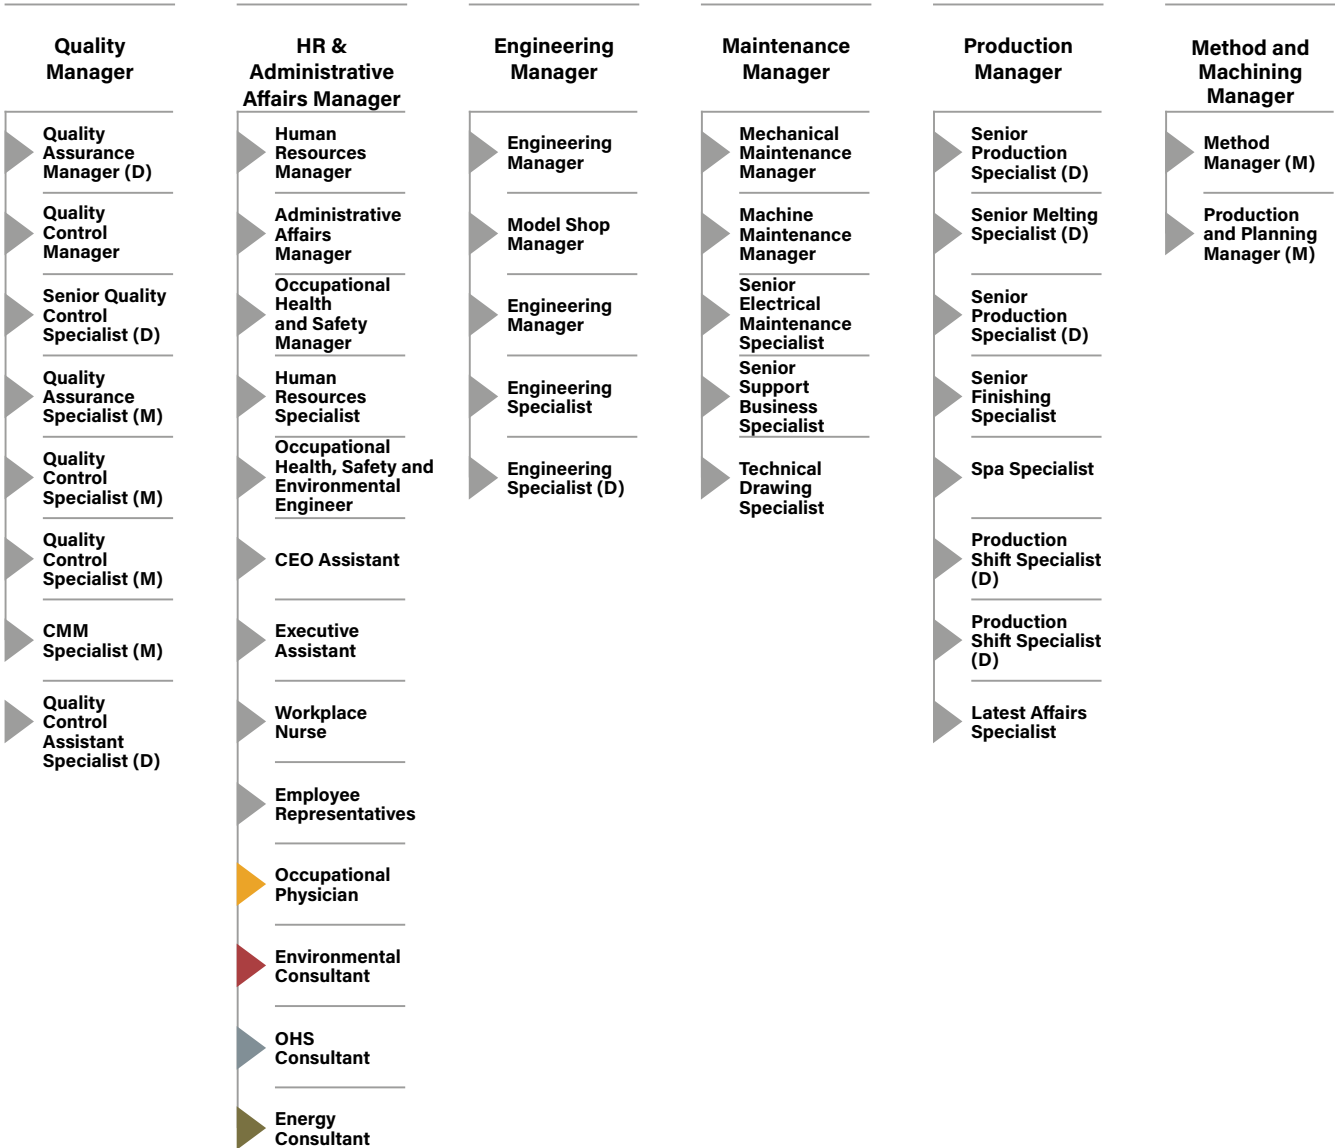 Quality
Manager
Quality
Assurance
Manager (D)
Quality
Control
Manager
Senior Quality
Control
Specialist (D)
Quality
Assurance
Specialist (M)
Quality
Control
Specialist (M)
Quality
Control
Specialist (M)
CMM
Specialist (M)
Quality
Control
Assistant
Specialist (D)
HR &
Administrative
Affairs Manager
Human
Resources
Manager
Administrative
Affairs
Manager
Occupational
Health
and Safety
Manager
Human
Resources
Specialist
Occupational
Health, Safety and
Environmental
Engineer
CEO Assistant
Executive
Assistant
Workplace
Nurse
Employee
Representatives
Occupational
Physician
Environmental
Consultant
OHS
Consultant
Energy
Consultant
Engineering
Manager
Engineering
Manager
Model Shop
Manager
Engineering
Manager
Engineering
Specialist
Engineering
Specialist (D)
Maintenance
Manager
Mechanical
Maintenance
Manager
Machine
Maintenance
Manager
Senior
Electrical
Maintenance
Specialist
Senior
Support
Business
Specialist
Technical
Drawing
Specialist
Production
Manager
Senior
Production
Specialist (D)
Senior Melting
Specialist (D)
Senior
Production
Specialist (D)
Senior
Finishing
Specialist
Spa Specialist
Production
Shift Specialist
(D)
Production
Shift Specialist
(D)
Latest Affairs
Specialist
Method and
Machining
Manager
Method
Manager (M)
Production
and Planning
Manager (M)